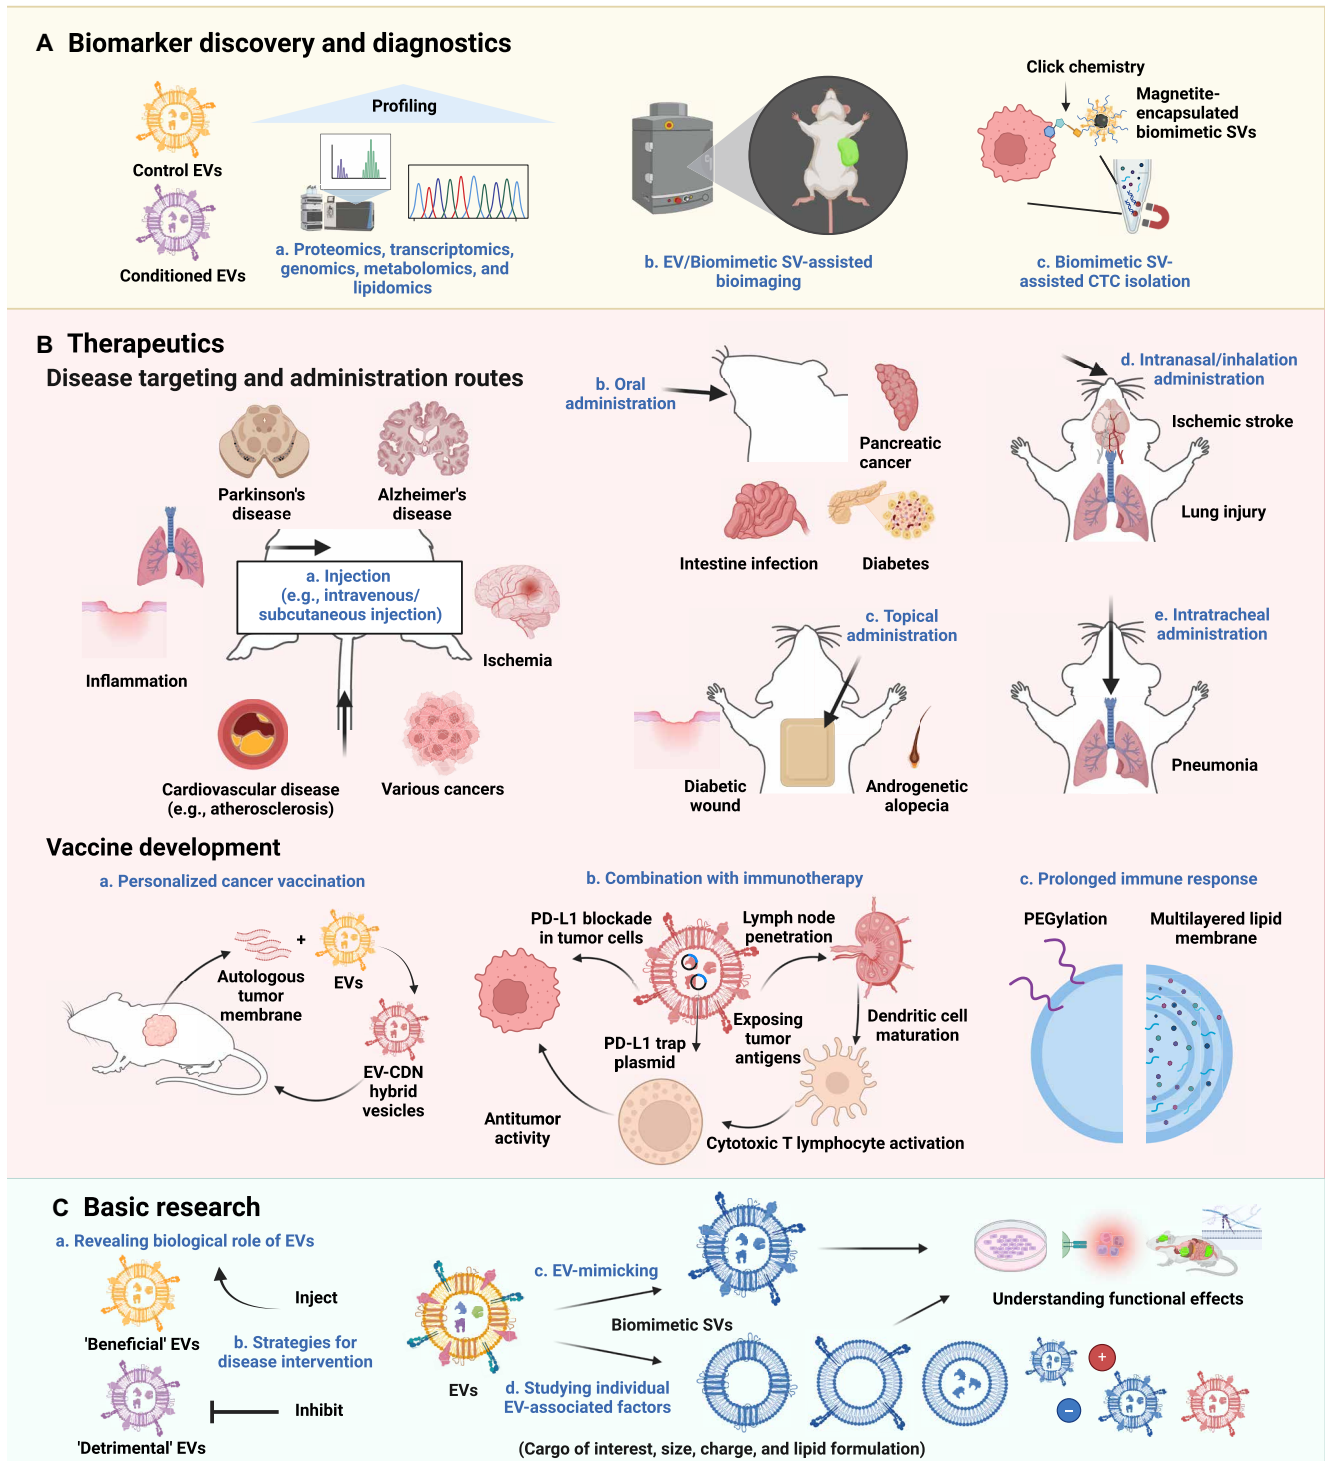 A Biomarker discovery and diagnostics
Control EVs
Conditioned EVs
Profiling
a. Proteomics, transcriptomics,
genomics, metabolomics, and
lipidomics
b. EV/Biomimetic SV-assisted
bioimaging
Click chemistry
Magnetite-
encapsulated
biomimetic SVs
c. Biomimetic SV-
assisted CTC isolation
B Therapeutics
Disease targeting and administration routes
Parkinson's
disease
Alzheimer's
disease
a. Injection
(e.g., intravenous/
subcutaneous injection)
Inflammation
Ischemia
Cardiovascular disease
(e.g., atherosclerosis)
Various cancers
b. Oral
administration
Pancreatic
cancer
Intestine infection
Diabetes
c. Topical
administration
Diabetic
wound
Androgenetic
alopecia
d. Intranasal/inhalation
administration
Ischemic stroke
Lung injury
e. Intratracheal
administration
Pneumonia
Vaccine development
a. Personalized cancer vaccination
+
Autologous
tumor
membrane
EVs
EV-CDN
hybrid
vesicles
b. Combination with immunotherapy
PD-L1 blockade
in tumor cells
Lymph node
penetration
PD-L1 trap
plasmid
Exposing
tumor
antigens
Dendritic cell
maturation
Antitumor
activity
Cytotoxic T lymphocyte activation
c. Prolonged immune response
PEGylation
Multilayered lipid
membrane
C Basic research
a. Revealing biological role of EVs
Inject
'Beneficial' EVs
b. Strategies for
disease intervention
Inhibit
'Detrimental' EVs
EVs
c. EV-mimicking
Biomimetic SVs
d. Studying individual
EV-associated factors
(Cargo of interest, size, charge, and lipid formulation)
Understanding functional effects
+
−